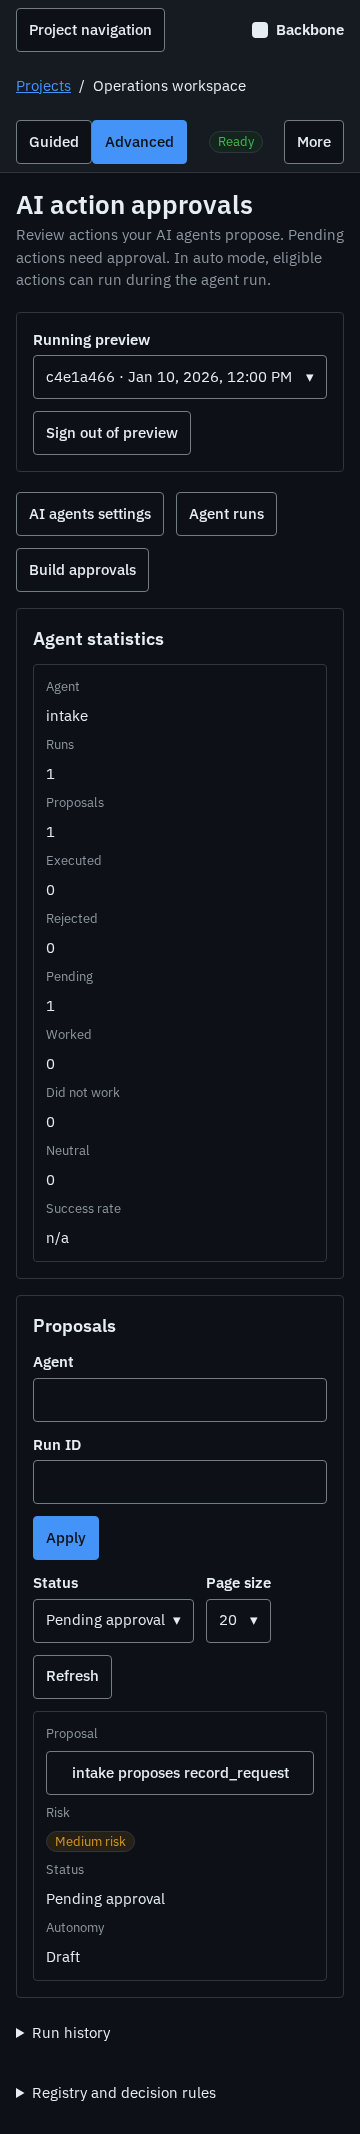 Project navigation
Backbone
Projects / Operations workspace
Guided
Advanced
Ready
More
AI action approvals
Review actions your AI agents propose. Pending
actions need approval. In auto mode, eligible
actions can run during the agent run.
Running preview
c4e1a466 · Jan 10, 2026, 12:00 PM
Sign out of preview
AI agents settings
Agent runs
Build approvals
Agent statistics
Agent
intake
Runs
1
Proposals
1
Executed
0
Rejected
0
Pending
1
Worked
0
Did not work
0
Neutral
0
Success rate
n/a
Proposals
Agent
Run ID
Apply
Status
Page size
Pending approval
20
Refresh
Proposal
intake proposes record_request
Risk
Medium risk
Status
Pending approval
Autonomy
Draft
Run history
Registry and decision rules